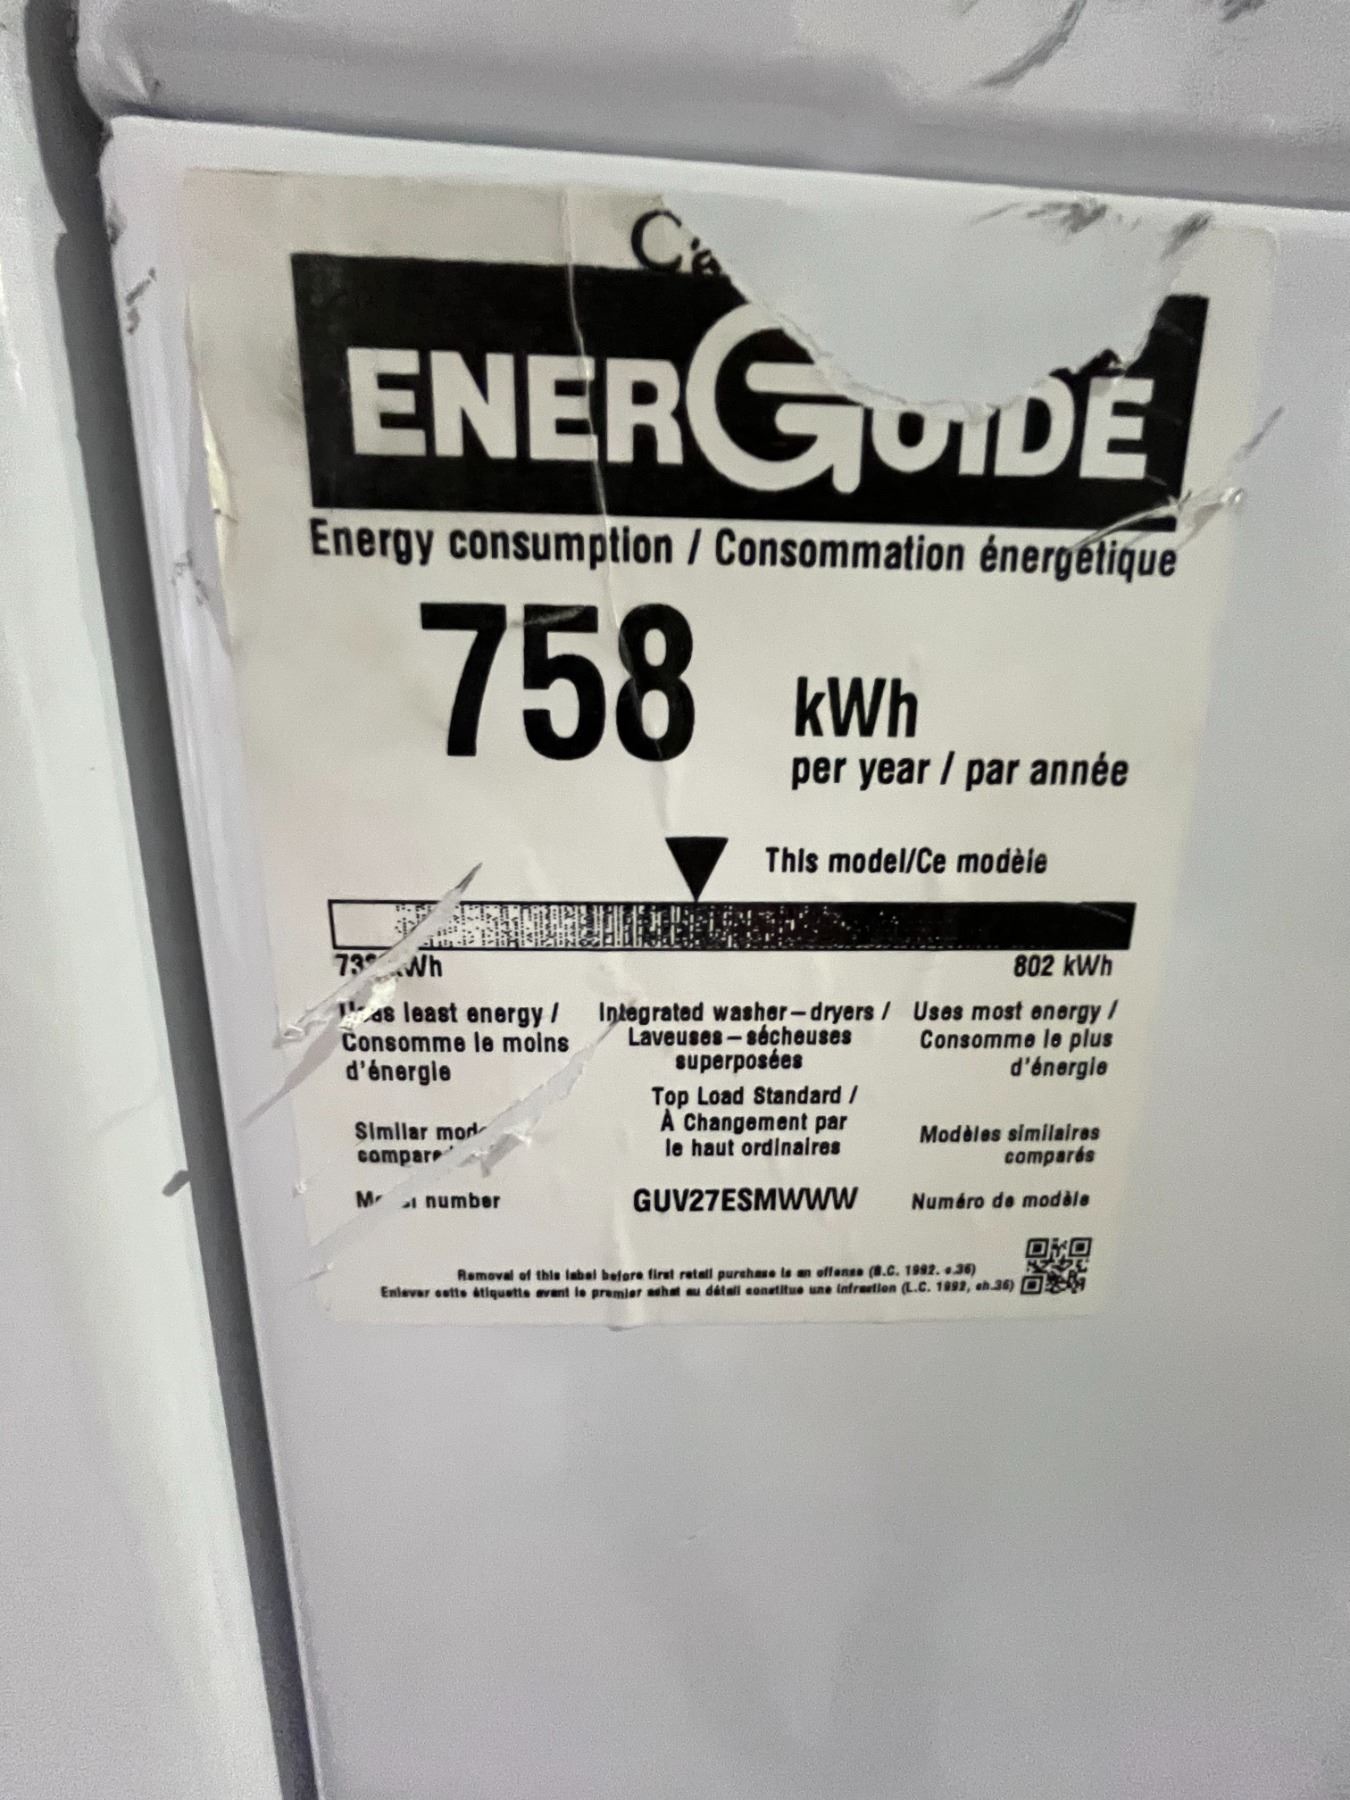 ENERGUIDE
Energy consumption / Consommation énergétique
758
kWh
per year / par année
This model/Ce modèle
kWh
802 kWh
Uses least energy /
Consomme le moins
d'énergie
Integrated washer-dryers /
Laveuses-sécheuses
superposées
Top Load Standard /
À Changement par
le haut ordinaires
Uses most energy /
Consomme le plus
d'énergie
Similar
Modèles similaires
comparés
Model number
GUV27ESMWWW
Numéro de modèle
Removal of this label before first retail purchase is an offense (S.C. 1992. c.36)
Enlever cette étiquette avant le premier achat au détail constitue une infraction (L.C. 1992, ch.36)